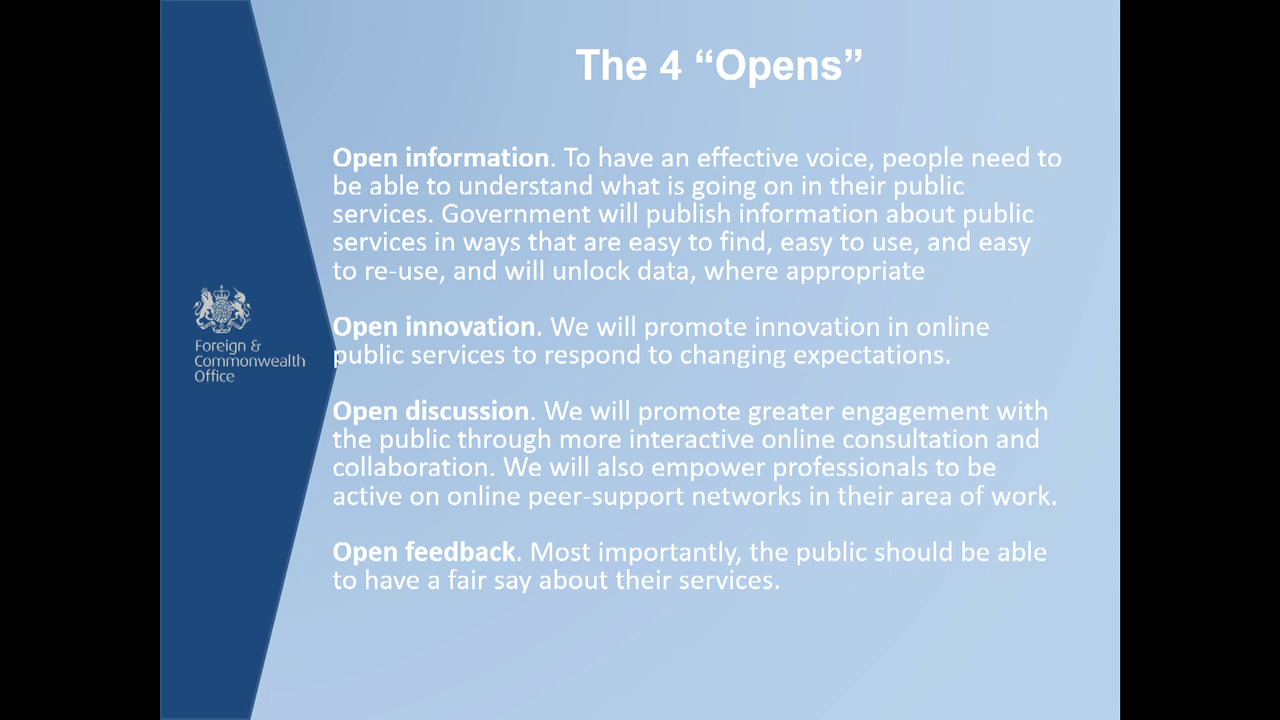 The 4 “Opens”
Open information. To have an effective voice, people need to
be able to understand what is going on in their public
services. Government will publish information about public
services in ways that are easy to find, easy to use, and easy
to re-use, and will unlock data, where appropriate
Open innovation. We will promote innovation in online
public services to respond to changing expectations.
Open discussion. We will promote greater engagement with
the public through more interactive online consultation and
collaboration. We will also empower professionals to be
active on online peer-support networks in their area of work.
Open feedback. Most importantly, the public should be able
to have a fair say about their services.
Foreign &
Commonwealth
Office